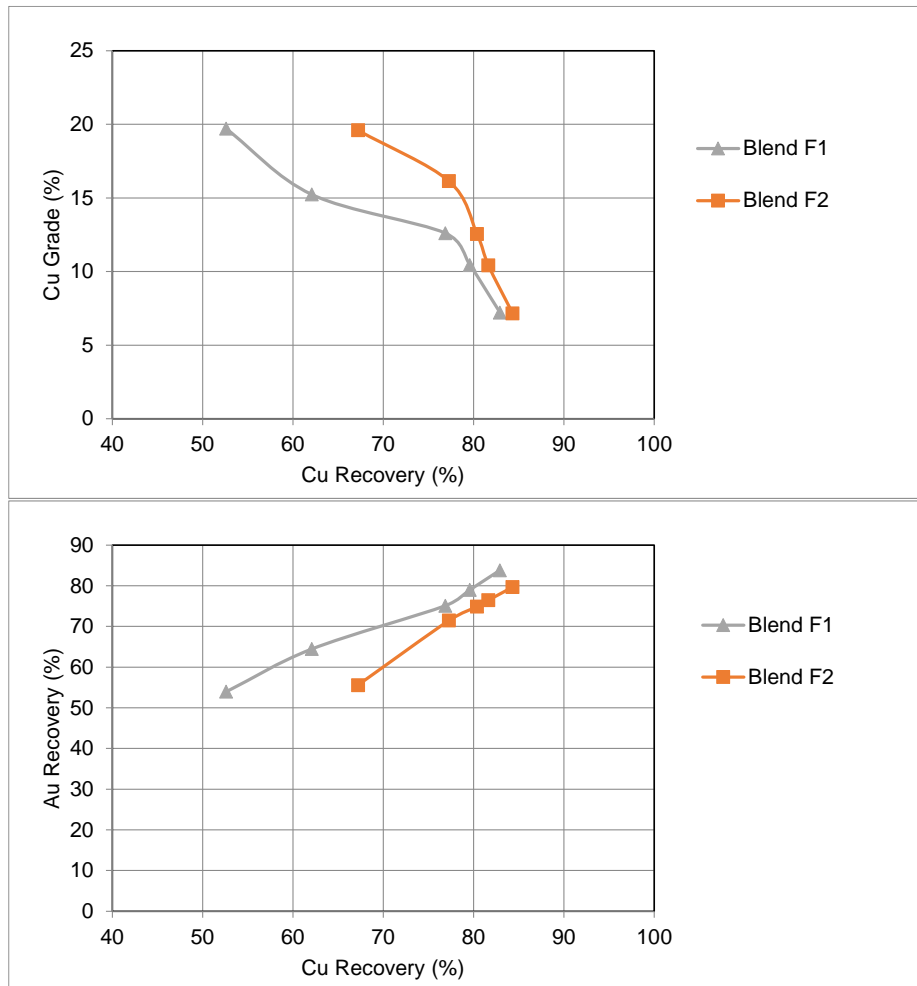 25
20
15
10
5
0
Cu Grade (%)
40 50 60 70 80 90 100
Cu Recovery (%)
Blend F1
Blend F2
90
80
70
60
50
40
30
20
10
0
Au Recovery (%)
40 50 60 70 80 90 100
Cu Recovery (%)
Blend F1
Blend F2